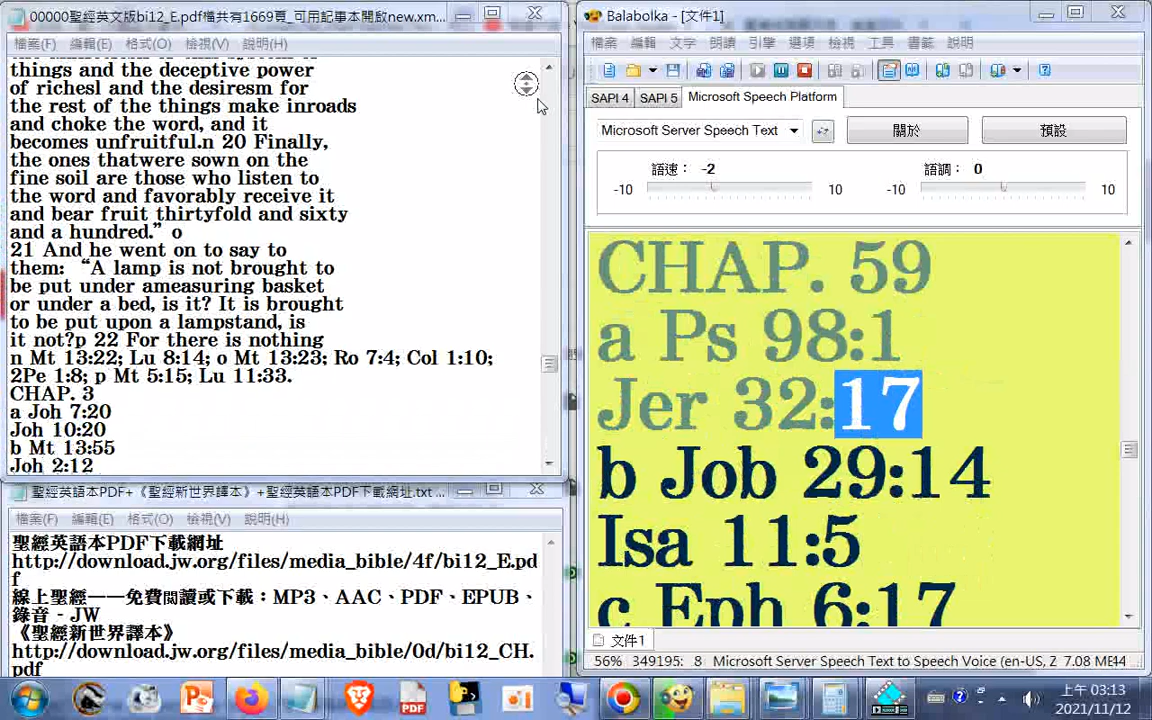 00000聖經英文版bi12_E.pdf檔共有1669頁_可用記事本開啟new.xm...
檔案(F) 編輯(E) 格式(O) 檢視(V) 說明(H)
things and the deceptive power
of richesl and the desiresm for
the rest of the things make inroads
and choke the word, and it
becomes unfruitful.n 20 Finally,
the ones thatwere sown on the
fine soil are those who listen to
the word and favorably receive it
and bear fruit thirtyfold and sixty
and a hundred.” o
21 And he went on to say to
them: “A lamp is not brought to
be put under ameasuring basket
or under a bed, is it? It is brought
to be put upon a lampstand, is
it not?p 22 For there is nothing
n Mt 13:22; Lu 8:14; o Mt 13:23; Ro 7:4; Col 1:10;
2Pe 1:8; p Mt 5:15; Lu 11:33.
CHAP. 3
a Joh 7:20
Joh 10:20
b Mt 13:55
Joh 2:12
聖經英語本PDF+《聖經新世界譯本》+聖經英語本PDF下載網址.txt ...
檔案(F) 編輯(E) 格式(O) 檢視(V) 說明(H)
聖經英語本PDF下載網址
http://download.jw.org/files/media_bible/4f/bi12_E.pd
f
線上聖經——免費閱讀或下載：MP3、AAC、PDF、EPUB、
錄音 - JW
《聖經新世界譯本》
http://download.jw.org/files/media_bible/0d/bi12_CH.
pdf
Balabolka - [文件1]
檔案 編輯 文字 朗讀 引擎 選項 檢視 工具 書籤 說明
SAPI 4 SAPI 5 Microsoft Speech Platform
Microsoft Server Speech Text 關於 預設
語速： -2 語調： 0
-10 10 -10 10
CHAP. 59
a Ps 98:1
Jer 32:17
b Job 29:14
Isa 11:5
c Eph 6:17
文件1
56% 349195: 8 Microsoft Server Speech Text to Speech Voice (en-US, Z 7.08 ME44
上午 03:13
2021/11/12